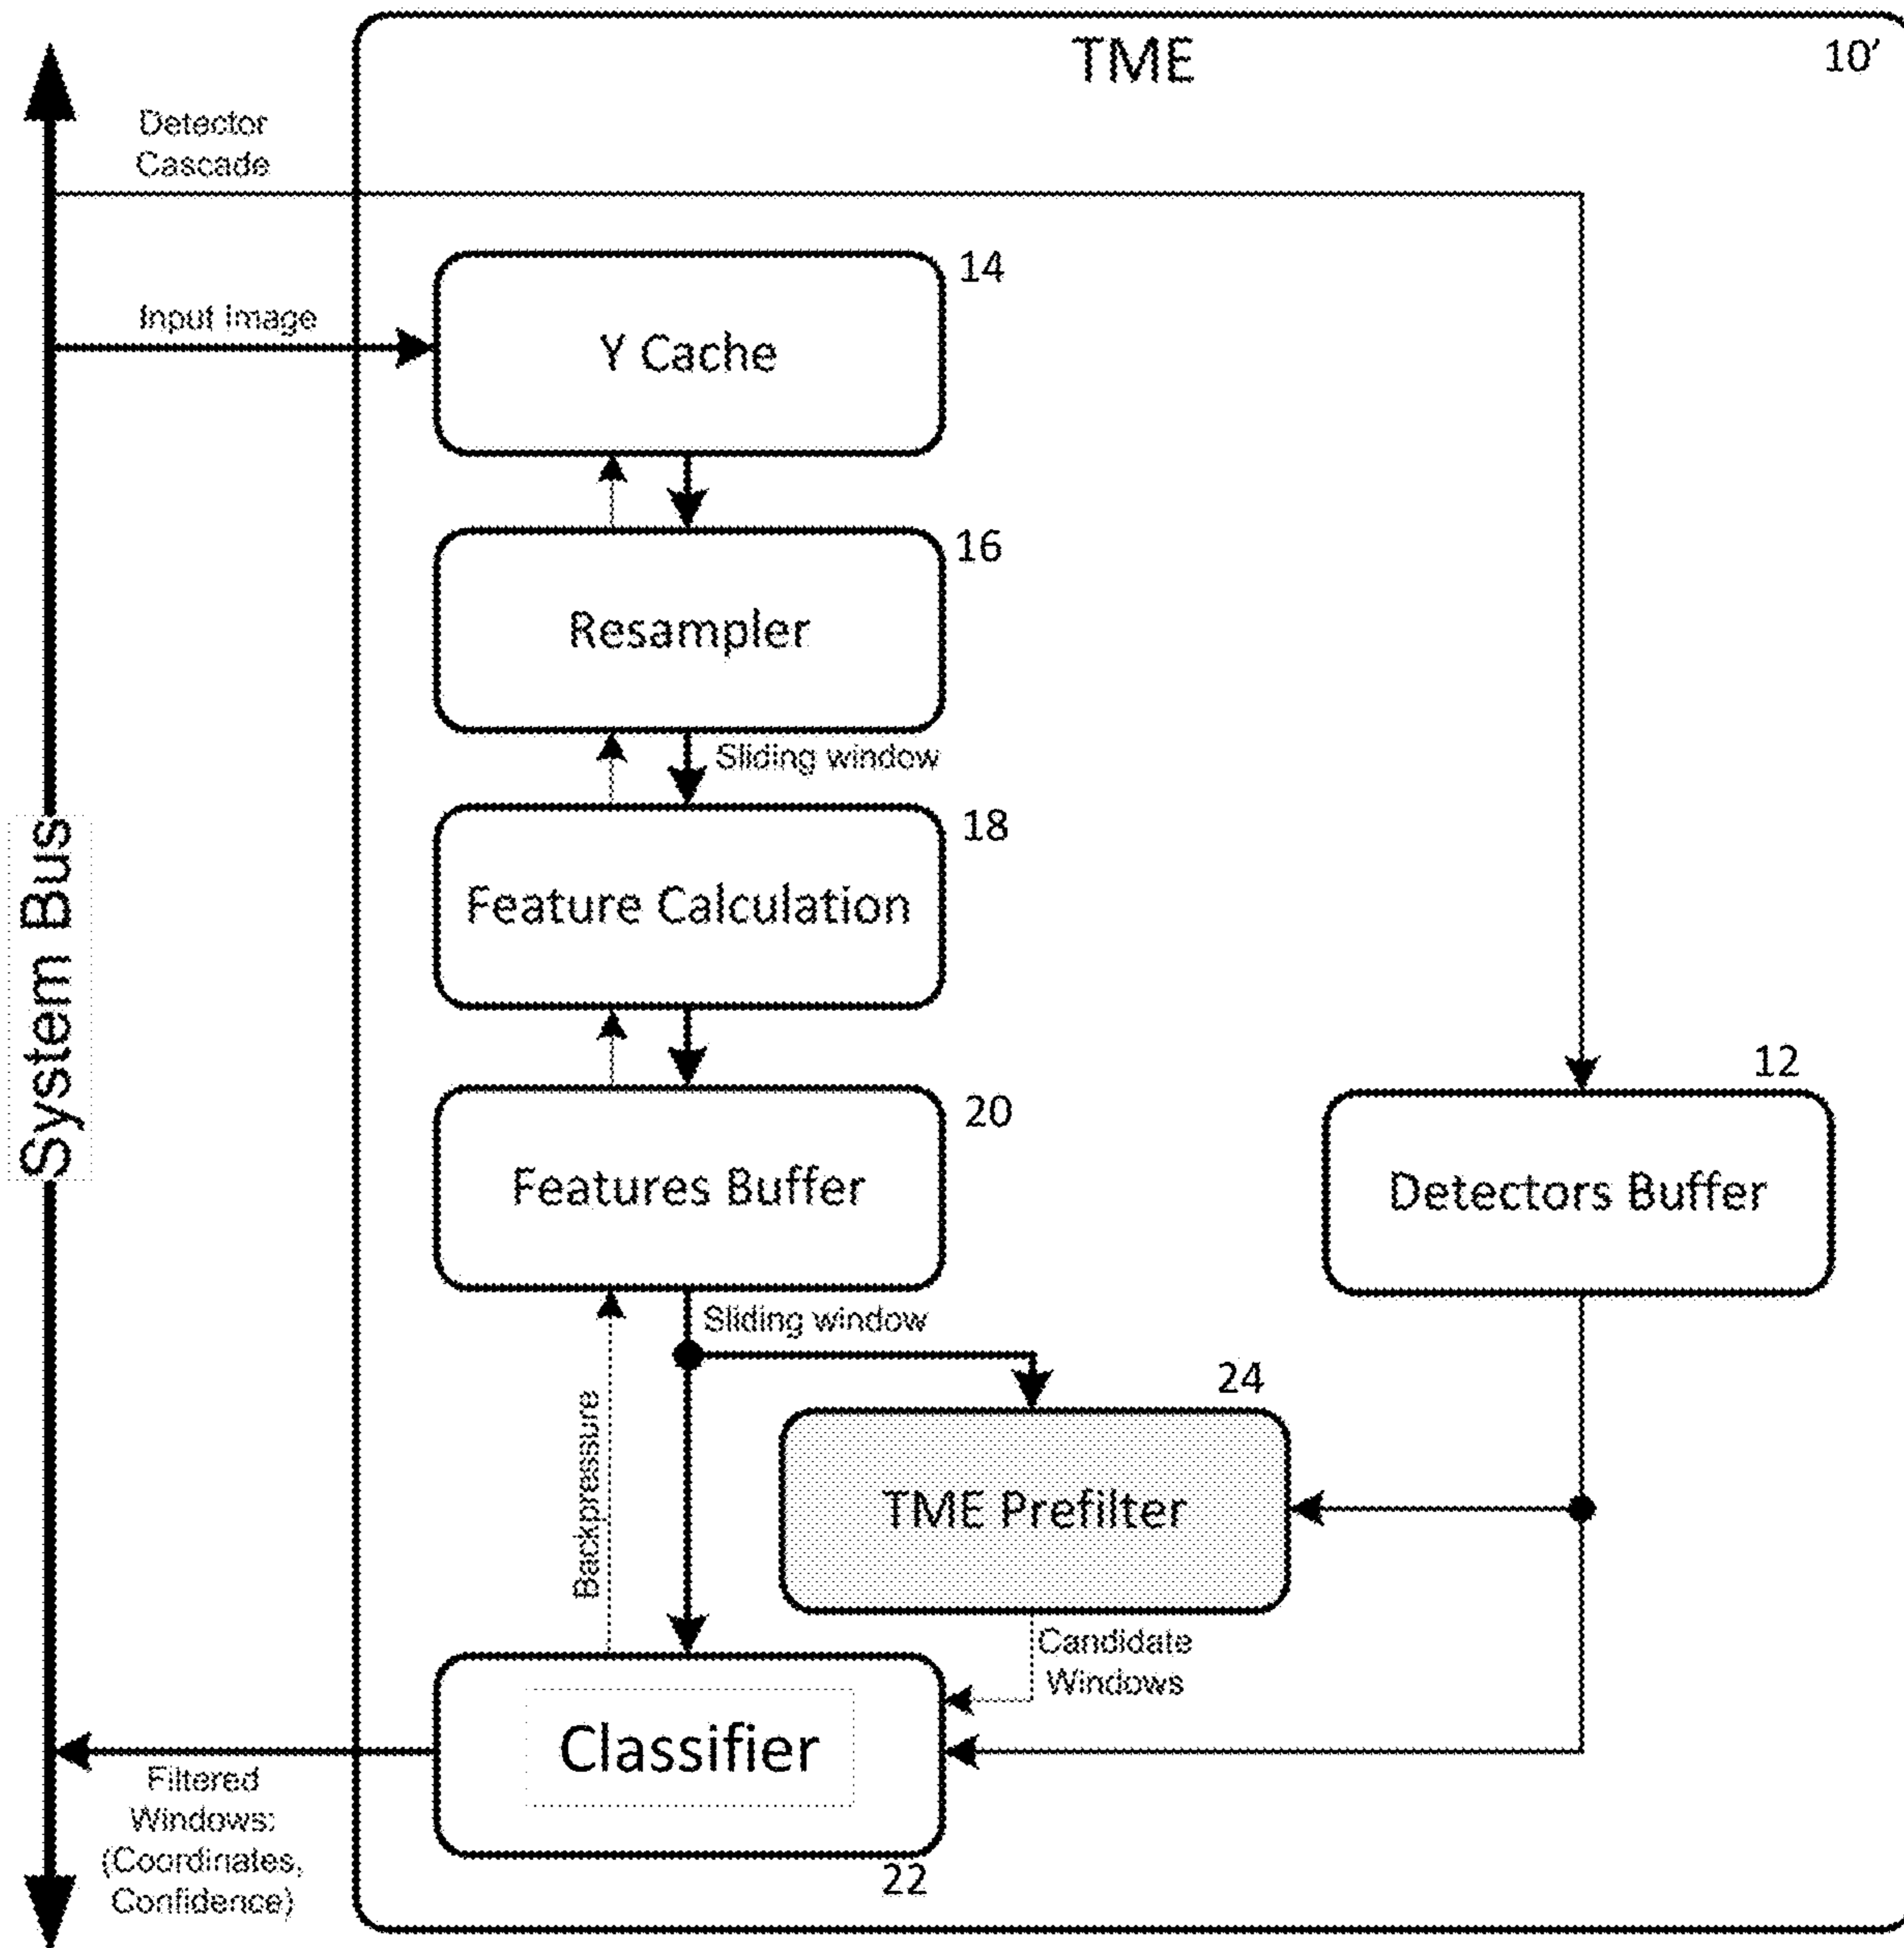 TME
10'
Detector
Cascade
14
Input Image
Y Cache
16
Resampler
Sliding window
18
Feature Calculation
System Bus
12
20
Features Buffer
Detectors Buffer
Sliding window
24
Backpressure
TME Prefilter
Candidate
Windows
Classifier
Filtered
Windows:
(Coordinates,
Confidence)
22